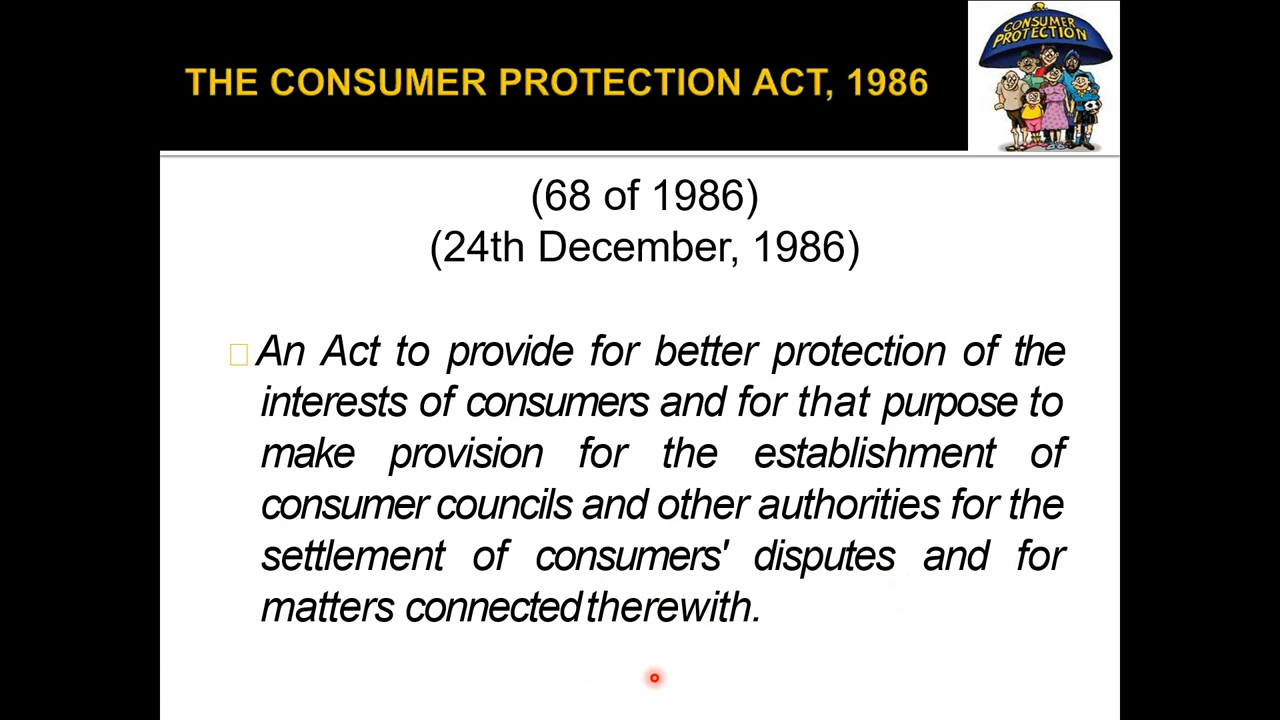 THE CONSUMER PROTECTION ACT, 1986
CONSUMER
PROTECTION
(68 of 1986)
(24th December, 1986)
An Act to provide for better protection of the
interests of consumers and for that purpose to
make provision for the establishment of
consumer councils and other authorities for the
settlement of consumers' disputes and for
matters connected therewith.